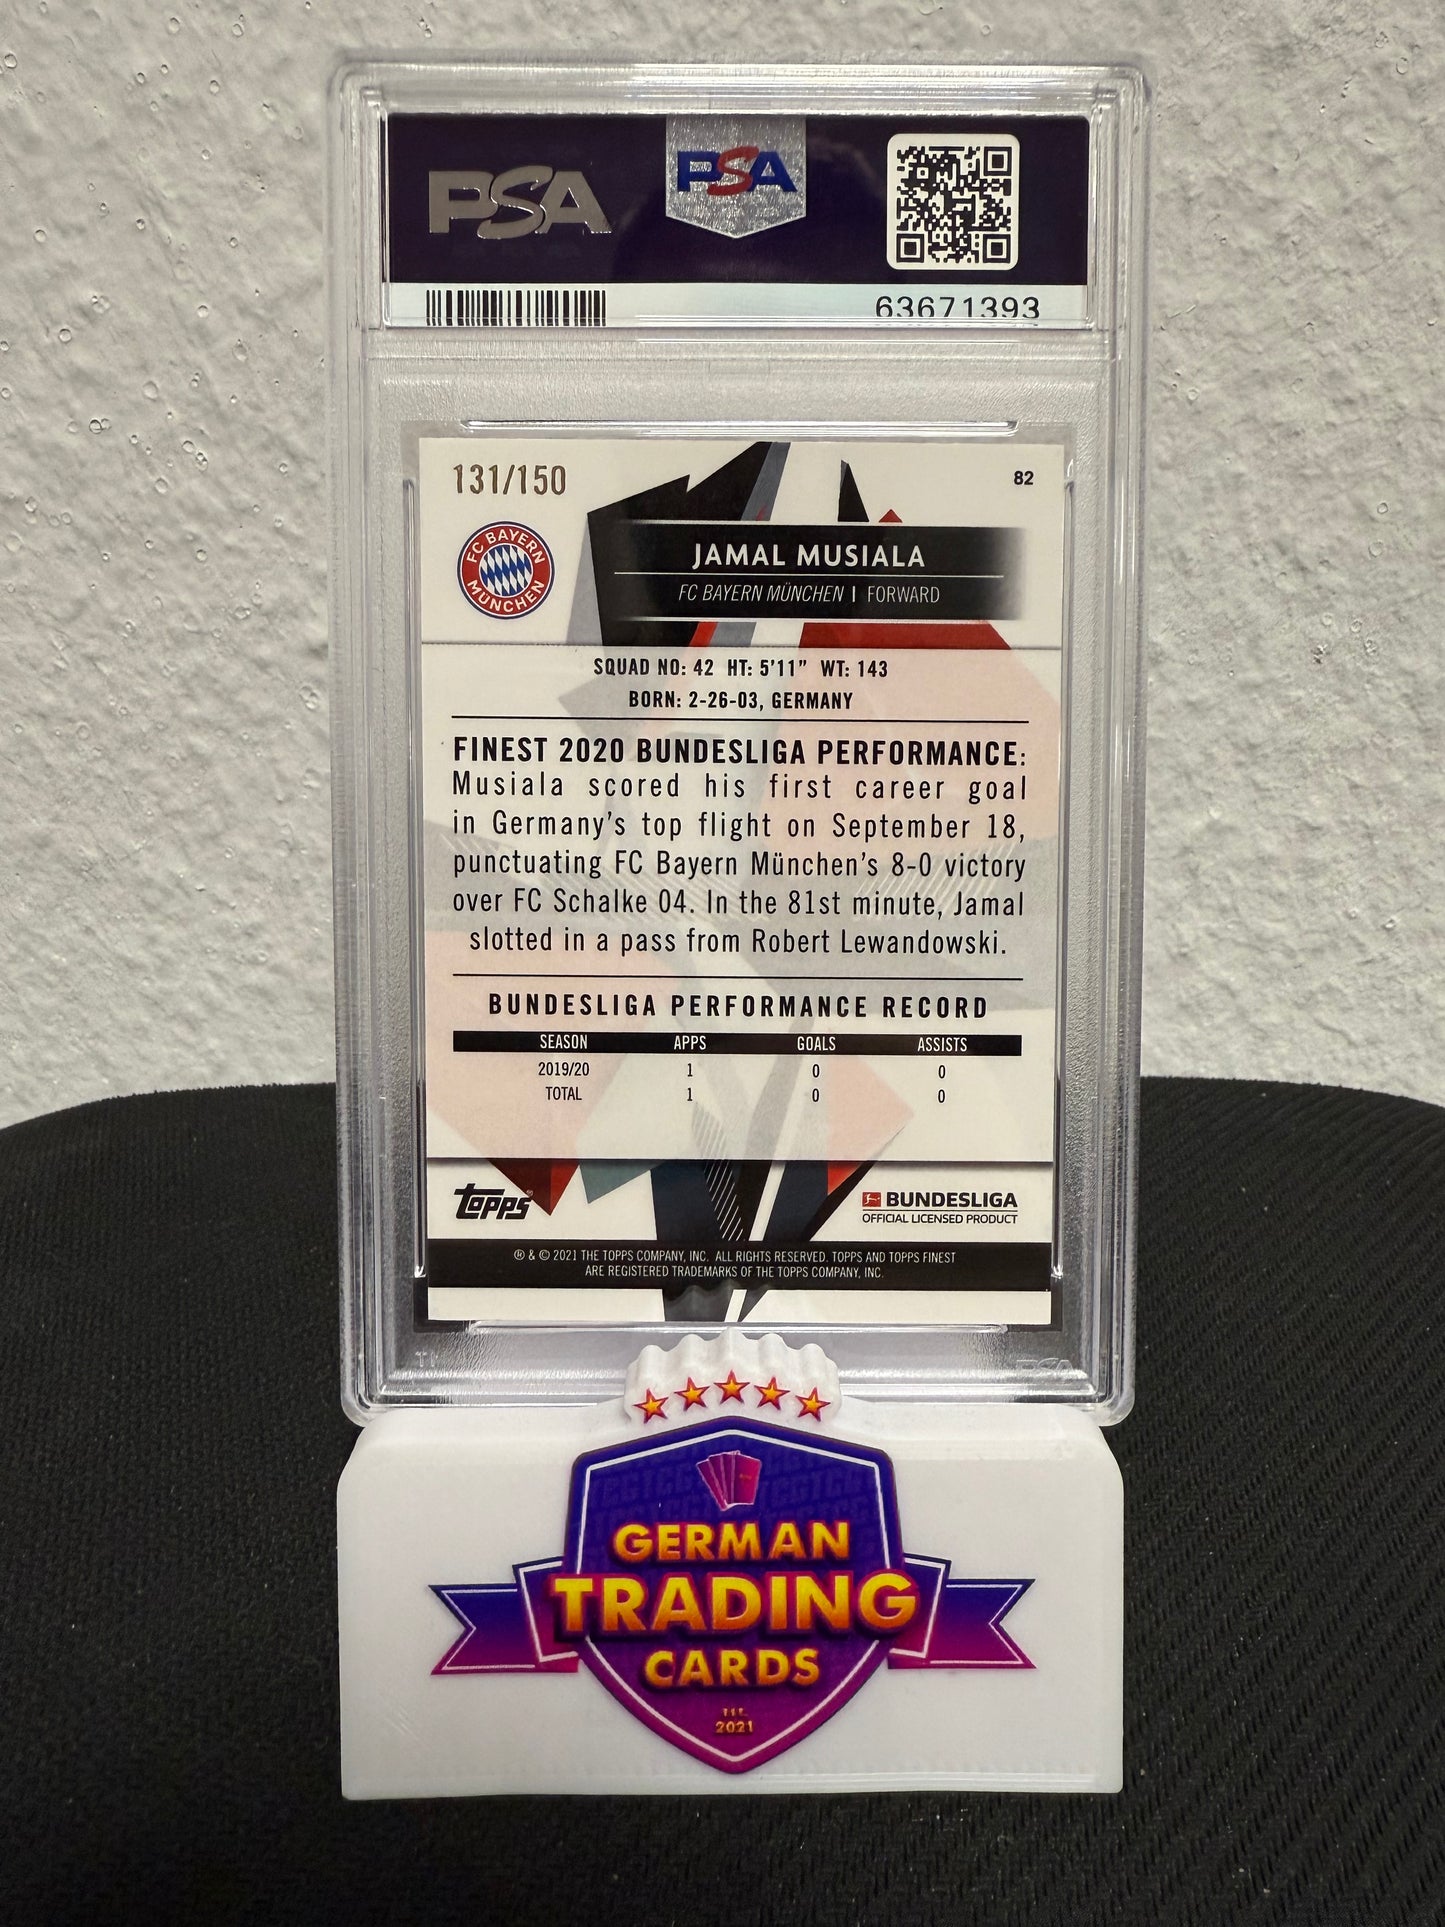 PSA
PSA
63671393
131/150
82
FC BAYERN
MÜNCHEN
JAMAL MUSIALA
FC BAYERN MÜNCHEN | FORWARD
SQUAD NO: 42 HT: 5'11" WT: 143
BORN: 2-26-03, GERMANY
FINEST 2020 BUNDESLIGA PERFORMANCE:
Musiala scored his first career goal
in Germany's top flight on September 18,
punctuating FC Bayern München's 8-0 victory
over FC Schalke 04. In the 81st minute, Jamal
slotted in a pass from Robert Lewandowski.
BUNDESLIGA PERFORMANCE RECORD
SEASON APPS GOALS ASSISTS
2019/20 1 0 0
TOTAL 1 0 0
Topps
BUNDESLIGA
OFFICIAL LICENSED PRODUCT
® & © 2021 THE TOPPS COMPANY, INC. ALL RIGHTS RESERVED. TOPPS AND TOPPS FINEST
ARE REGISTERED TRADEMARKS OF THE TOPPS COMPANY, INC.
PSA
GERMAN
TRADING
CARDS
2021